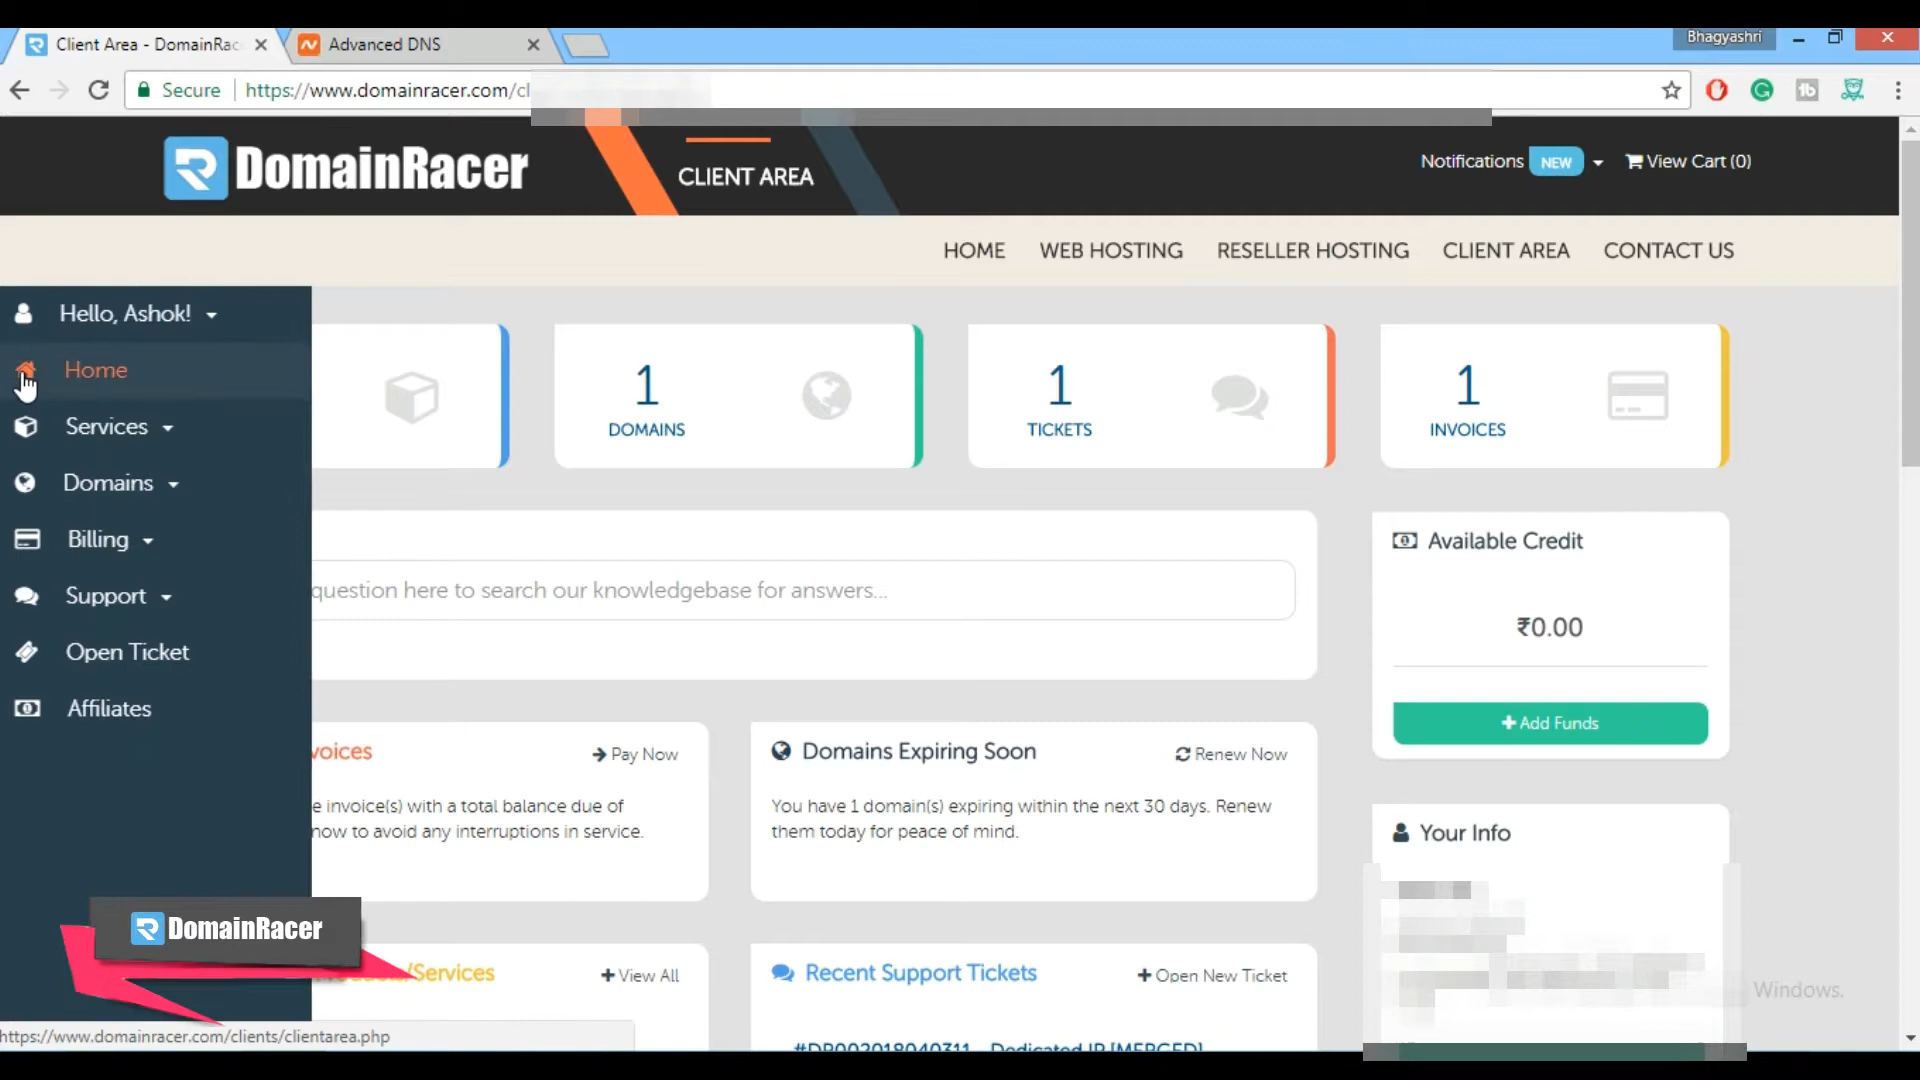 Client Area - DomainRac
Advanced DNS
Bhagyashri
Secure
https://www.domainracer.com/cl
DomainRacer
CLIENT AREA
Notifications NEW
View Cart (0)
HOME
WEB HOSTING
RESELLER HOSTING
CLIENT AREA
CONTACT US
Hello, Ashok!
Home
Services
Domains
Billing
Support
Open Ticket
Affiliates
1
DOMAINS
1
TICKETS
1
INVOICES
question here to search our knowledgebase for answers...
Available Credit
₹0.00
Add Funds
voices
Pay Now
e invoice(s) with a total balance due of
now to avoid any interruptions in service.
Domains Expiring Soon
Renew Now
You have 1 domain(s) expiring within the next 30 days. Renew
them today for peace of mind.
Your Info
DomainRacer
/Services
View All
Recent Support Tickets
Open New Ticket
Windows.
https://www.domainracer.com/clients/clientarea.php
#DR002018040311 - Dedicated IP [MERGED]